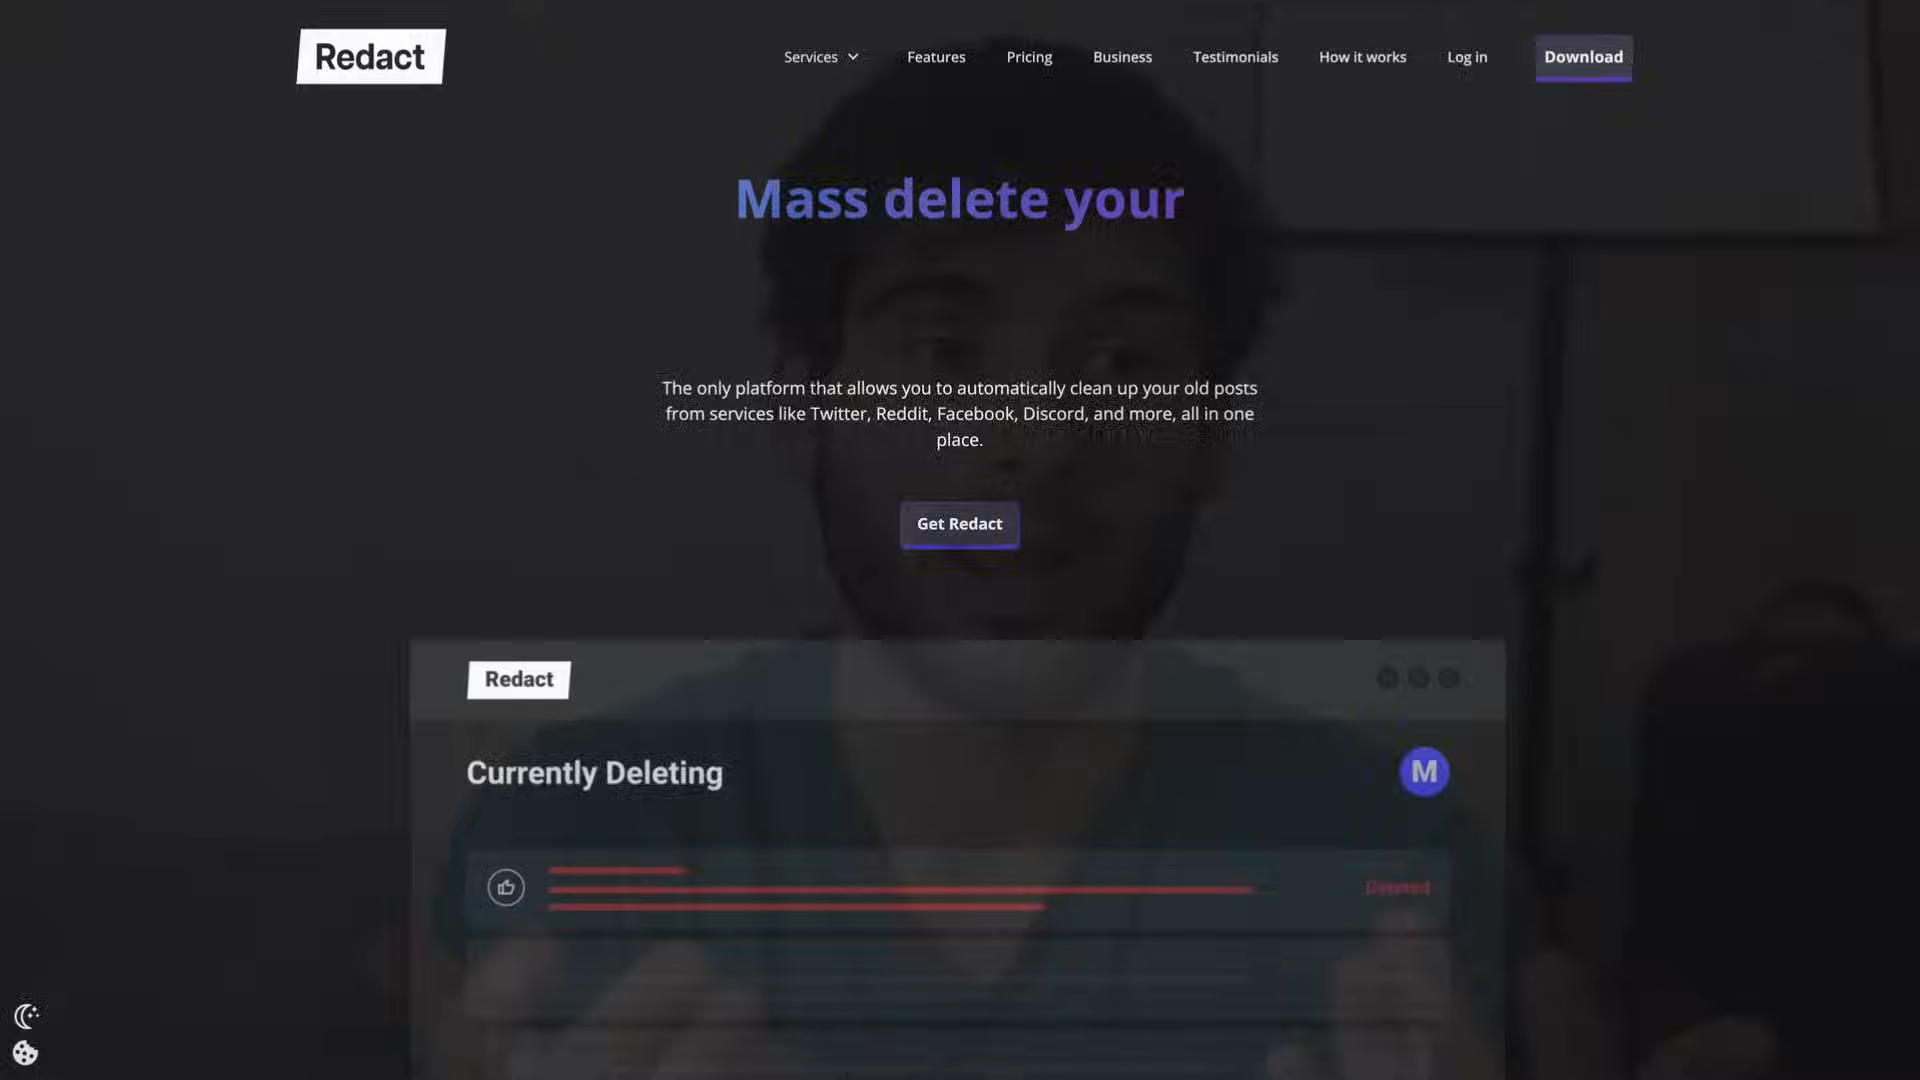 Redact
Services
Features
Pricing
Business
Testimonials
How it works
Log in
Download
Mass delete your
The only platform that allows you to automatically clean up your old posts
from services like Twitter, Reddit, Facebook, Discord, and more, all in one
place.
Get Redact
Redact
Currently Deleting
M
Deleted